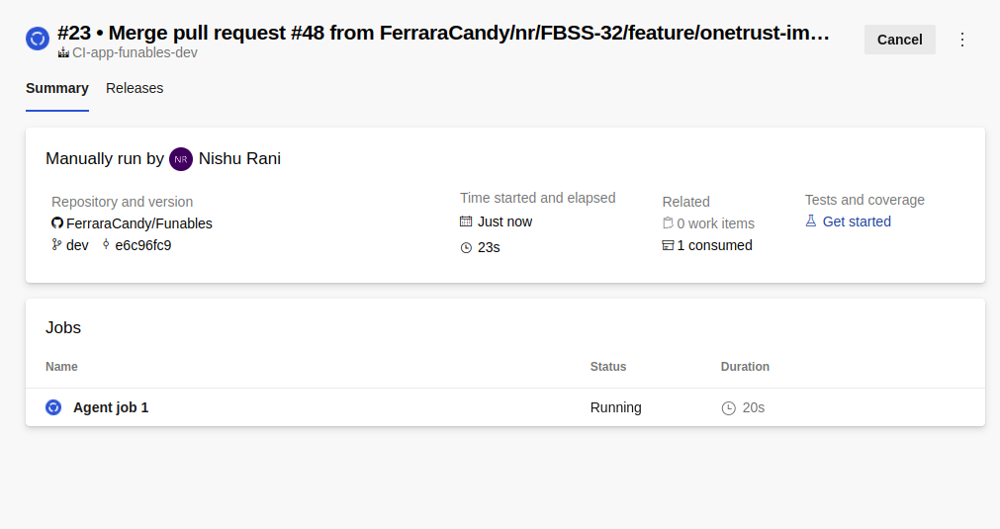 #23 • Merge pull request #48 from FerraraCandy/nr/FBSS-32/feature/onetrust-im…
CI-app-funables-dev
Cancel
Summary Releases
Manually run by NR Nishu Rani
Repository and version
FerraraCandy/Funables
dev e6c96fc9
Time started and elapsed
Just now
23s
Related
0 work items
1 consumed
Tests and coverage
Get started
Jobs
Name Status Duration
Agent job 1 Running 20s